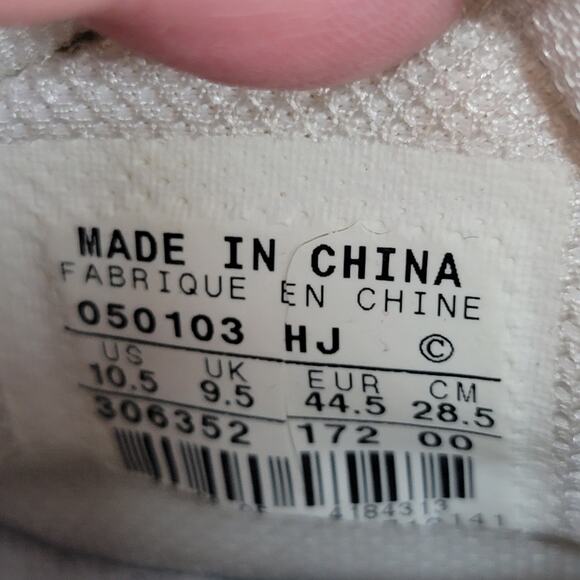 MADE IN CHINA
FABRIQUE EN CHINE
050103 HJ ©
US UK EUR CM
10.5 9.5 44.5 28.5
306352 172 00
4184313